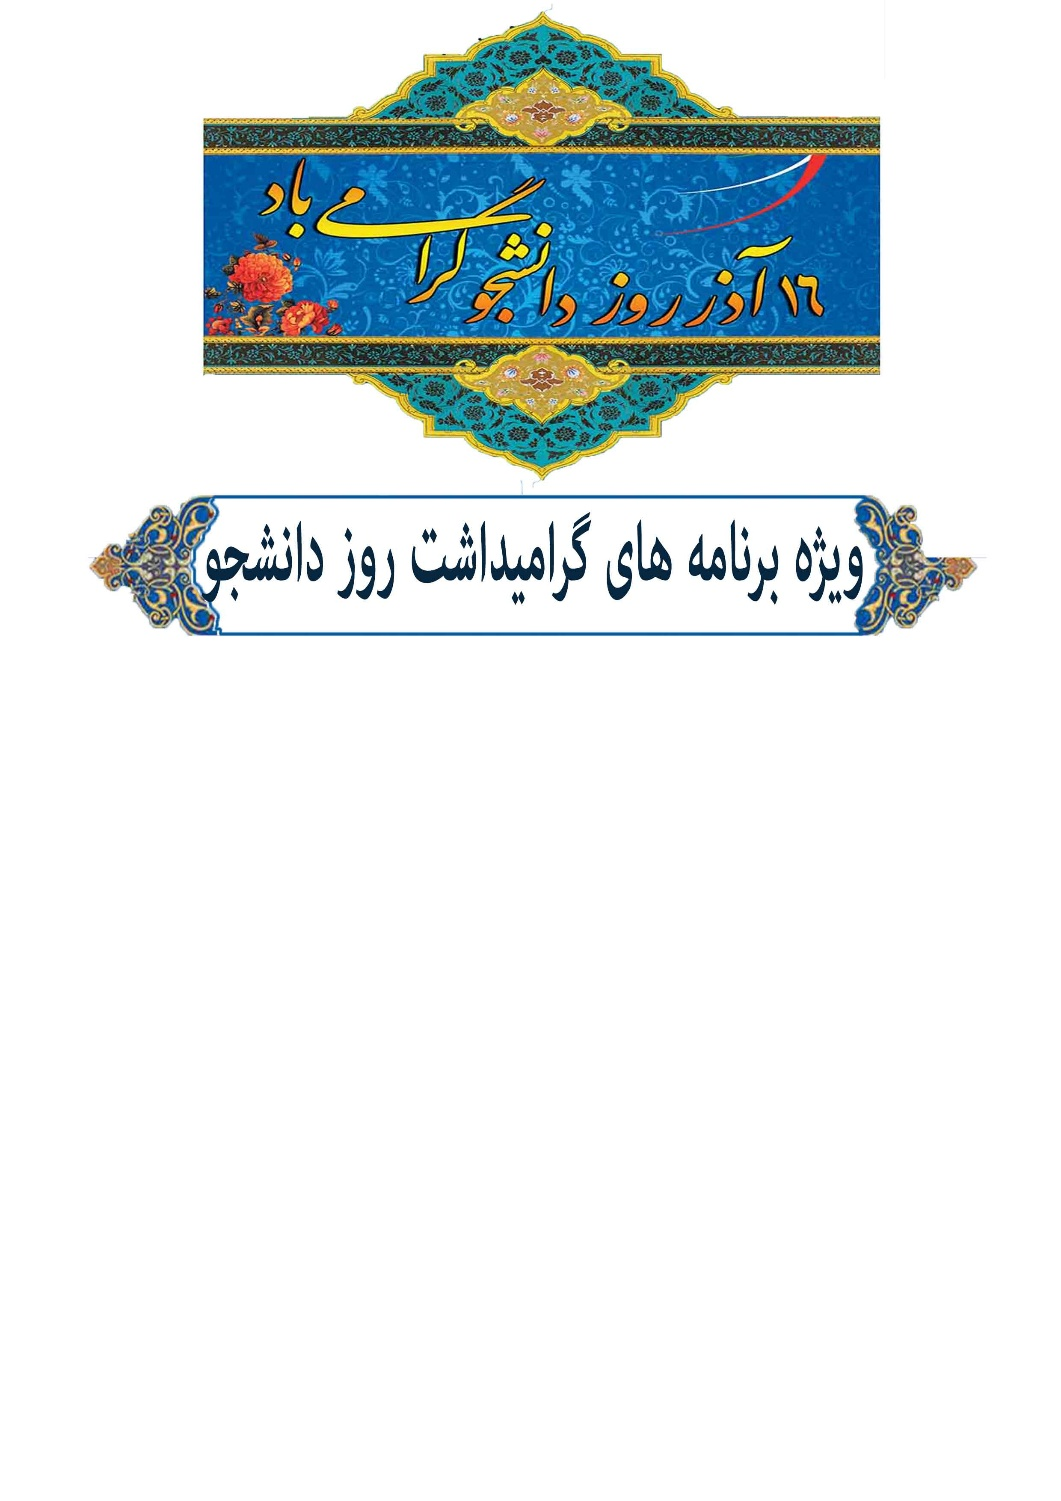 ۱۶ آذر روز دانشجو گرامی باد
ویژه برنامه های گرامیداشت روز دانشجو